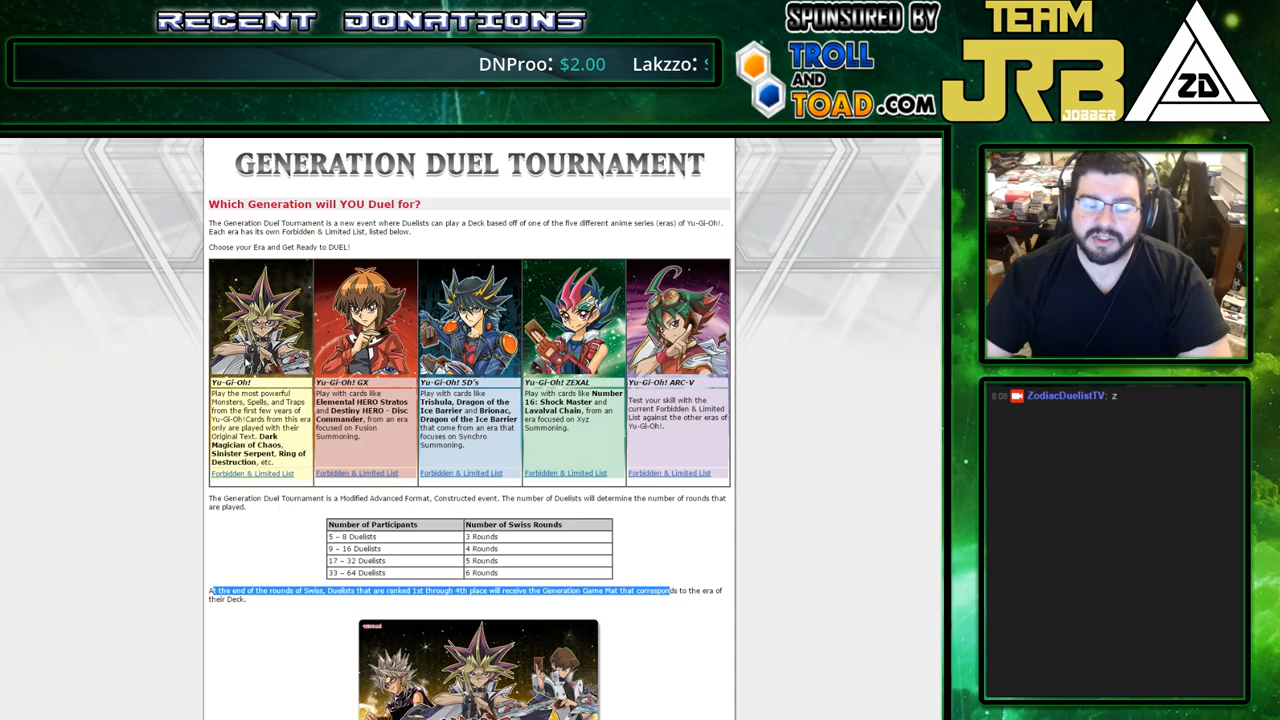 RECENT DONATIONS
DNProo: $2.00 Lakzzo:
SPONSORED BY
TROLL
AND
TOAD.COM
TEAM
JRB
JOBBER
ZD
GENERATION DUEL TOURNAMENT
Which Generation will YOU Duel for?
The Generation Duel Tournament is a new event where Duelists can play a Deck based off of one of the five different anime series (eras) of Yu-Gi-Oh!.
Each era has its own Forbidden & Limited List, listed below.
Choose your Era and Get Ready to DUEL!
Yu-Gi-Oh!
Play the most powerful
Monsters, Spells, and Traps
from the first few years of
Yu-Gi-Oh!Cards from this era
only are played with their
Original Text. Dark
Magician of Chaos,
Sinister Serpent, Ring of
Destruction, etc.
Forbidden & Limited List
Yu-Gi-Oh! GX
Play with cards like
Elemental HERO Stratos
and Destiny HERO - Disc
Commander, from an era
focused on Fusion
Summoning.
Forbidden & Limited List
Yu-Gi-Oh! 5D's
Play with cards like
Trishula, Dragon of the
Ice Barrier and Brionac,
Dragon of the Ice Barrier
that come from an era that
focuses on Synchro
Summoning.
Forbidden & Limited List
Yu-Gi-Oh! ZEXAL
Play with cards like Number
16: Shock Master and
Lavalval Chain, from an
era focused on Xyz
Summoning.
Forbidden & Limited List
Yu-Gi-Oh! ARC-V
Test your skill with the
current Forbidden & Limited
List against the other eras of
Yu-Gi-Oh!.
Forbidden & Limited List
The Generation Duel Tournament is a Modified Advanced Format, Constructed event. The number of Duelists will determine the number of rounds that
are played.
Number of Participants Number of Swiss Rounds
5 – 8 Duelists 3 Rounds
9 – 16 Duelists 4 Rounds
17 – 32 Duelists 5 Rounds
33 – 64 Duelists 6 Rounds
At the end of the rounds of Swiss, Duelists that are ranked 1st through 4th place will receive the Generation Game Mat that corresponds to the era of
their Deck.
KONAMI
8:08 ZodiacDuelistTV: z